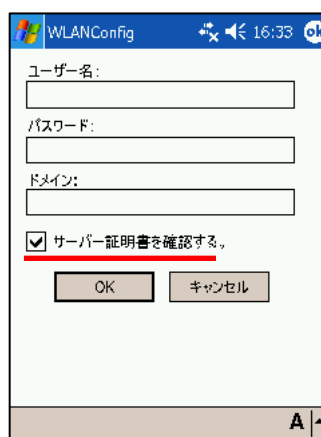 WLANConfig 16:33 ok
ユーザー名:
パスワード:
ドメイン:
サーバー証明書を確認する。
OK キャンセル
A